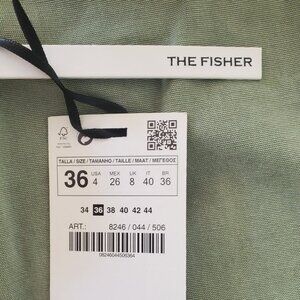 THE FISHER
FSC
TALLA / SIZE / TAMANHO / TAILLE / MAAT / ΜΕΓΕΘΟΣ
36 USA 4 MEX 26 UK 8 IT 40 BR 36
34 36 38 40 42 44
ART.: 8246 / 044 / 506
08246044506364